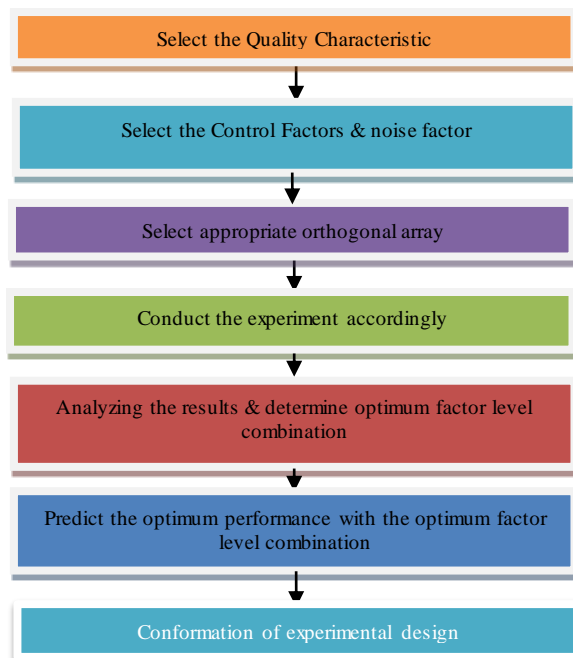 Select the Quality Characteristic
Select the Control Factors & noise factor
Select appropriate orthogonal array
Conduct the experiment accordingly
Analyzing the results & determine optimum factor level
combination
Predict the optimum performance with the optimum factor
level combination
Conformation of experimental design